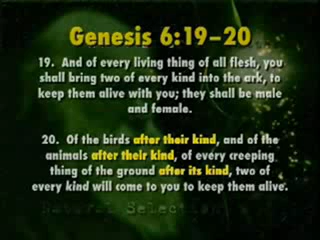 Genesis 6:19-20
19. And of every living thing of all flesh, you
shall bring two of every kind into the ark, to
keep them alive with you; they shall be male
and female.
20. Of the birds after their kind, and of the
animals after their kind, of every creeping
thing of the ground after its kind, two of
every kind will come to you to keep them alive.
Natural Selection